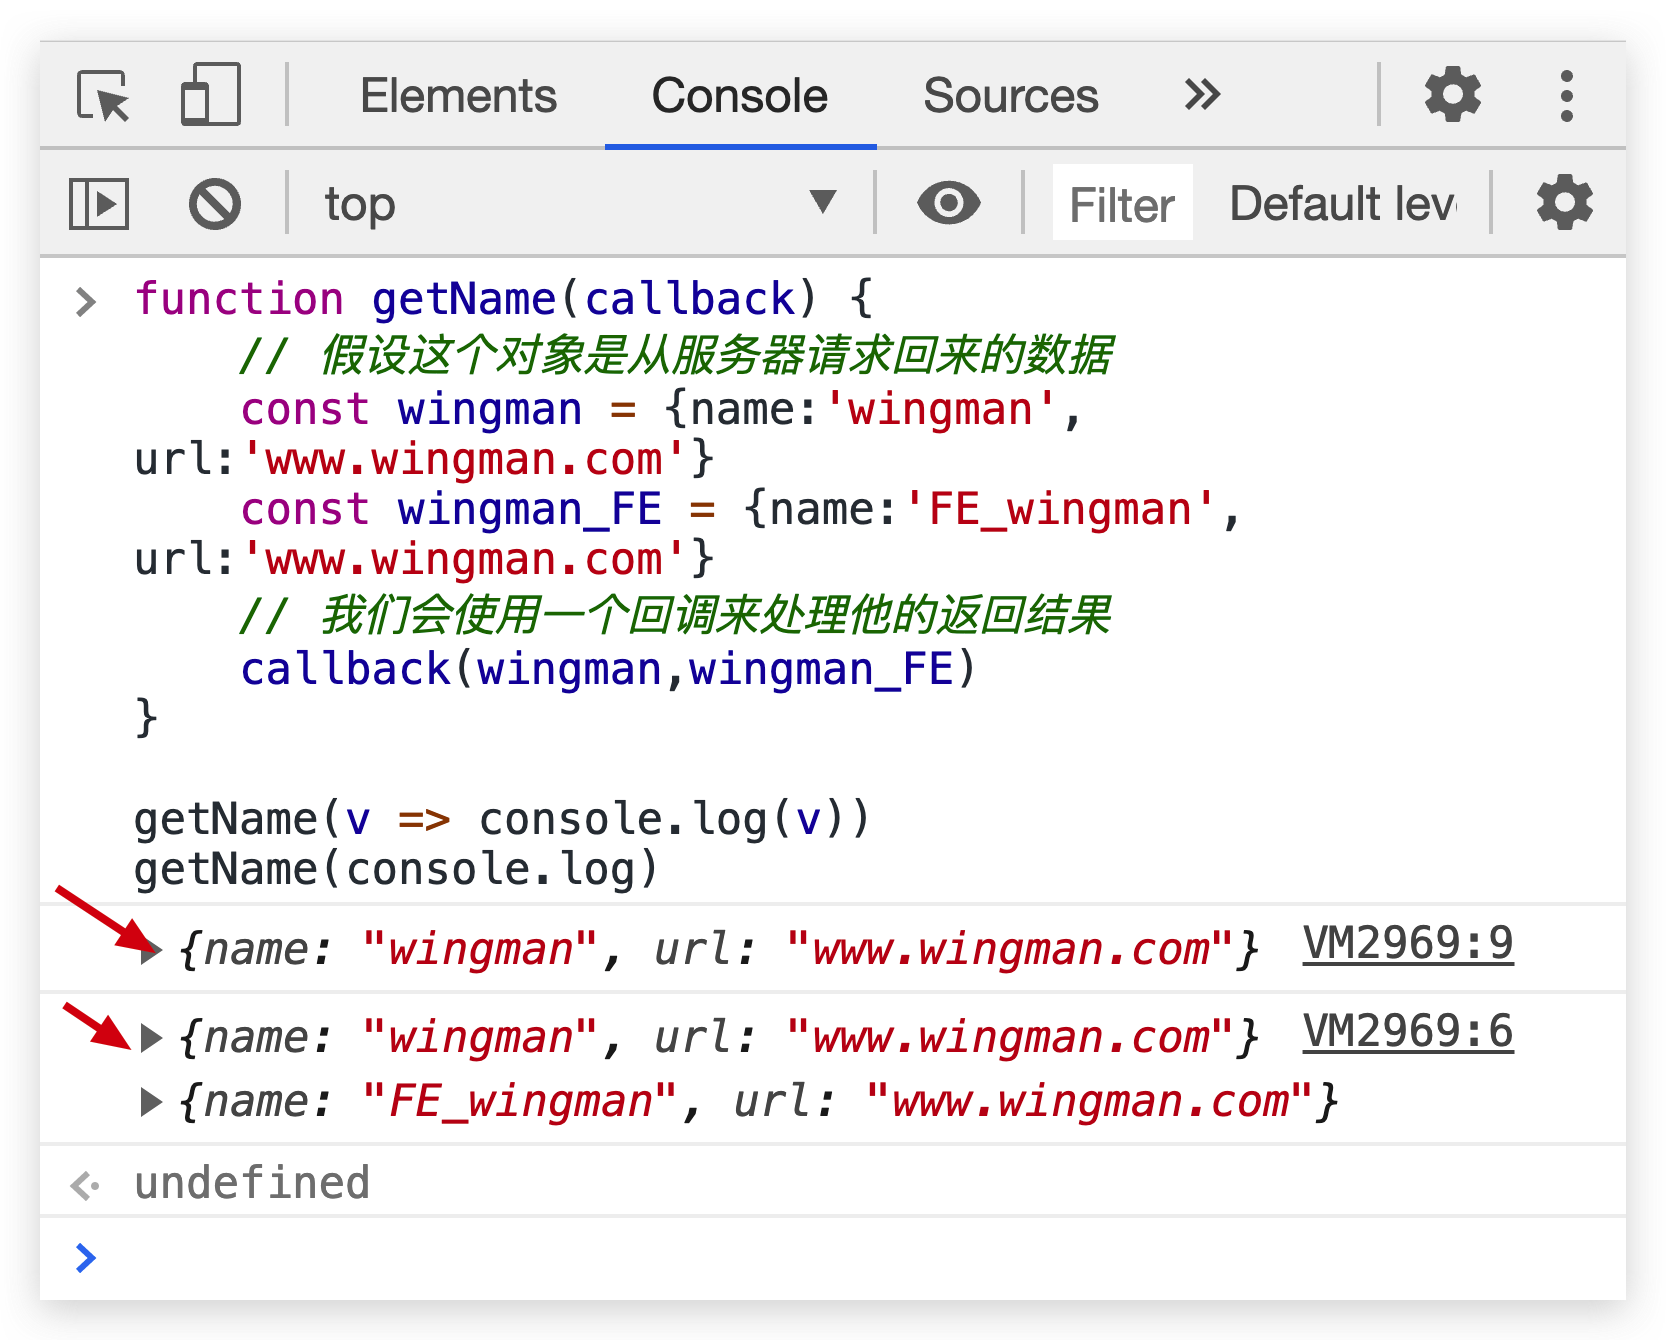 Elements Console Sources
top Filter Default lev
function getName(callback) {
// 假设这个对象是从服务器请求回来的数据
const wingman = {name:'wingman',
url:'www.wingman.com'}
const wingman_FE = {name:'FE_wingman',
url:'www.wingman.com'}
// 我们会使用一个回调来处理他的返回结果
callback(wingman,wingman_FE)
}
getName(v => console.log(v))
getName(console.log)
{name: "wingman", url: "www.wingman.com"} VM2969:9
{name: "wingman", url: "www.wingman.com"} VM2969:6
{name: "FE_wingman", url: "www.wingman.com"}
undefined